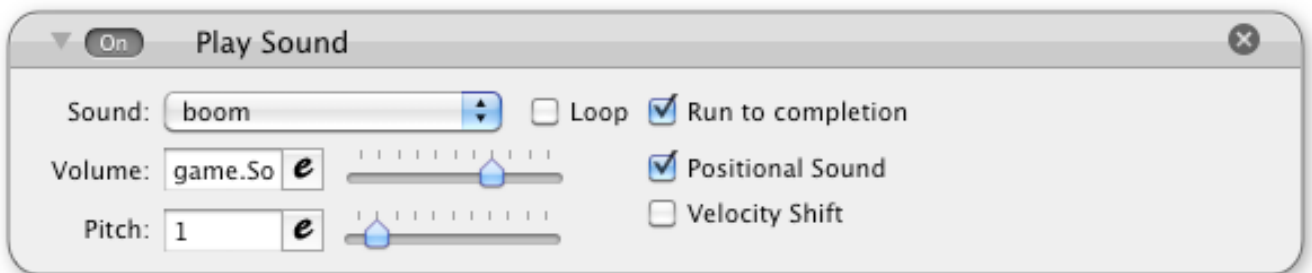 On Play Sound
Sound: boom Loop Run to completion
Volume: game.So e Positional Sound
Velocity Shift
Pitch: 1 e